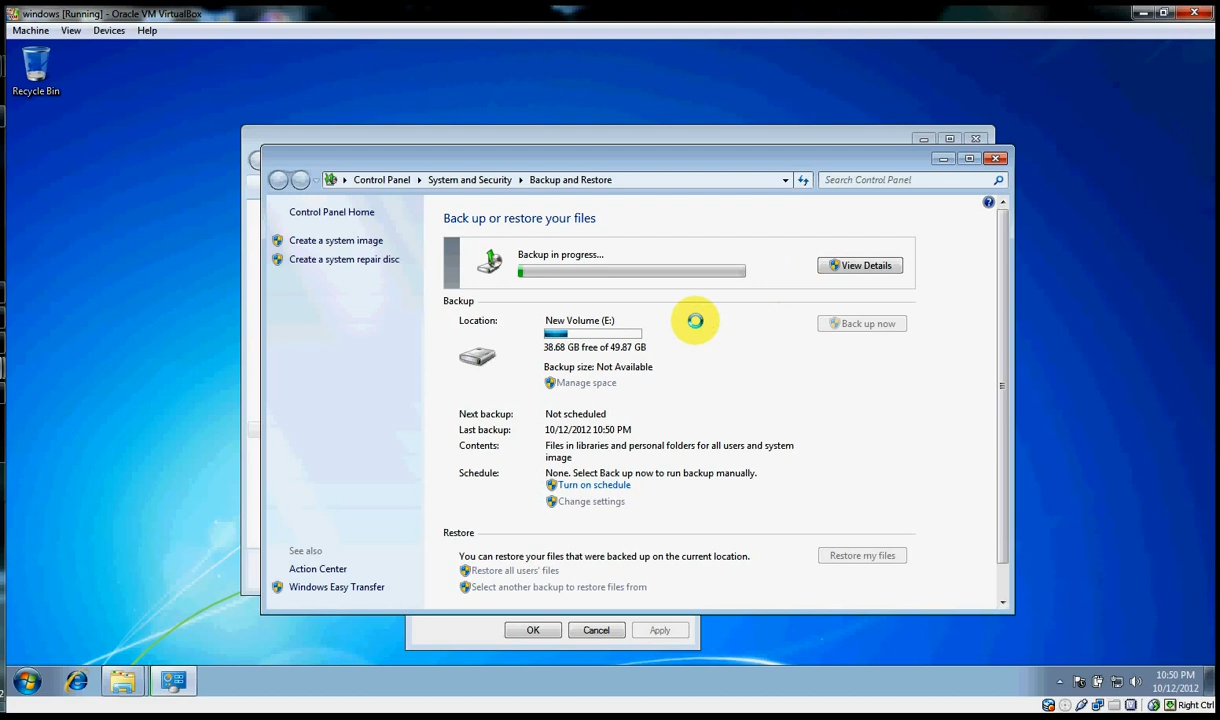 windows [Running] - Oracle VM VirtualBox
Machine View Devices Help
Recycle Bin
Control Panel System and Security Backup and Restore
Search Control Panel
Control Panel Home
Create a system image
Create a system repair disc
Back up or restore your files
Backup in progress...
View Details
Backup
Location:
New Volume (E:)
38.68 GB free of 49.87 GB
Backup size: Not Available
Manage space
Back up now
Next backup: Not scheduled
Last backup: 10/12/2012 10:50 PM
Contents: Files in libraries and personal folders for all users and system
image
Schedule: None. Select Back up now to run backup manually.
Turn on schedule
Change settings
Restore
You can restore your files that were backed up on the current location.
Restore my files
Restore all users' files
Select another backup to restore files from
See also
Action Center
Windows Easy Transfer
OK Cancel Apply
10:50 PM
10/12/2012
Right Ctrl